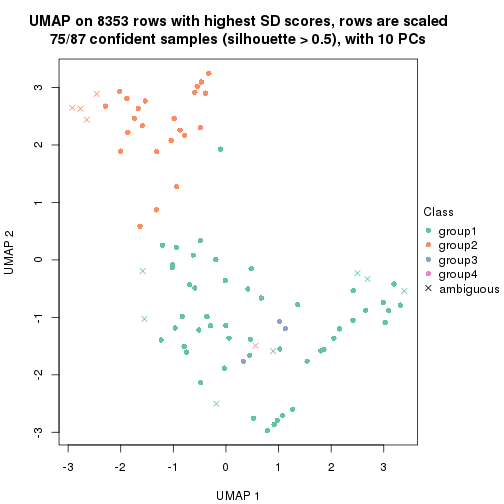 UMAP on 8353 rows with highest SD scores, rows are scaled
75/87 confident samples (silhouette > 0.5), with 10 PCs
3
2
1
0
-1
-2
-3
UMAP 2
-3
-2
-1
0
1
2
3
UMAP 1
Class
group1
group2
group3
group4
ambiguous